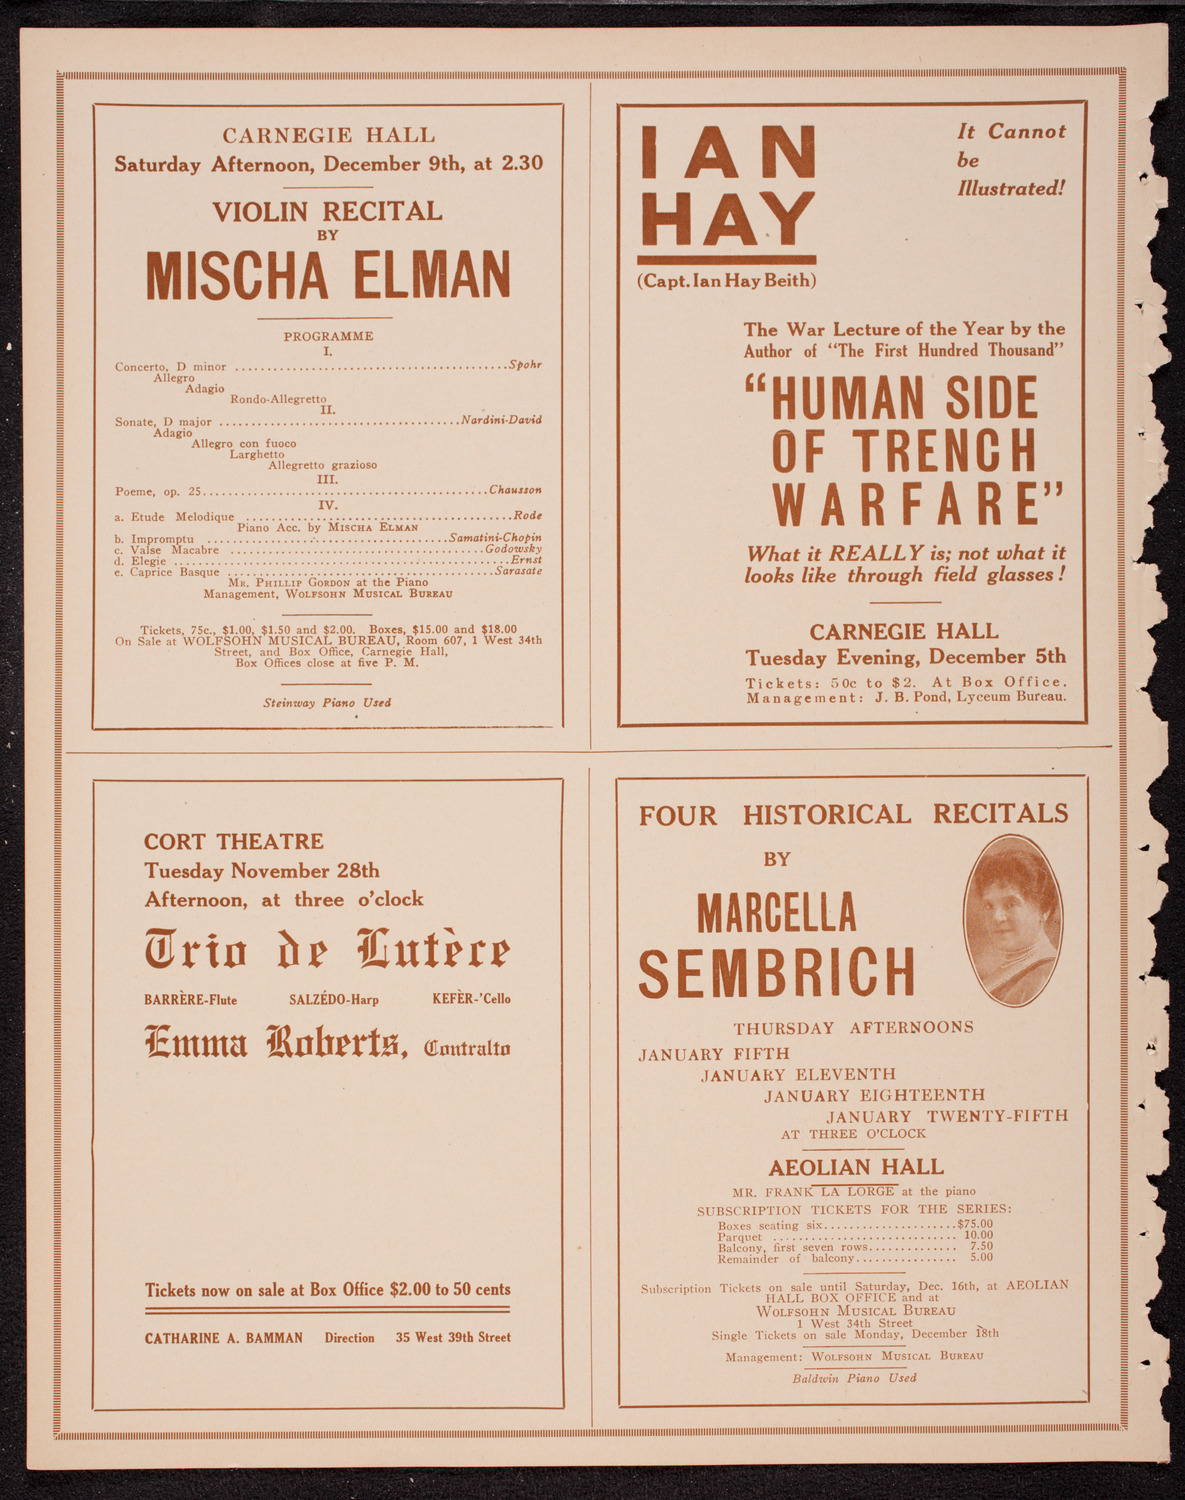 CARNEGIE HALL
Saturday Afternoon, December 9th, at 2.30
VIOLIN RECITAL
BY
MISCHA ELMAN
PROGRAMME
I.
Concerto, D minor ..........................................Spohr
Allegro
Adagio
Rondo-Allegretto
II.
Sonate, D major .....................................Nardini-David
Adagio
Allegro con fuoco
Larghetto
Allegretto grazioso
III.
Poeme, op. 25............................................Chausson
IV.
a. Etude Melodique .........................................Rode
Piano Acc. by MISCHA ELMAN
b. Impromptu .....................................Samatini-Chopin
c. Valse Macabre .......................................Godowsky
d. Elegie ....................................................Ernst
e. Caprice Basque .........................................Sarasate
MR. PHILLIP GORDON at the Piano
Management, WOLFSOHN MUSICAL BUREAU
Tickets, 75c., $1.00, $1.50 and $2.00. Boxes, $15.00 and $18.00
On Sale at WOLFSOHN MUSICAL BUREAU, Room 607, 1 West 34th
Street, and Box Office, Carnegie Hall,
Box Offices close at five P. M.
Steinway Piano Used
IAN
HAY
(Capt. Ian Hay Beith)
It Cannot
be
Illustrated!
The War Lecture of the Year by the
Author of "The First Hundred Thousand"
"HUMAN SIDE
OF TRENCH
WARFARE"
What it REALLY is; not what it
looks like through field glasses!
CARNEGIE HALL
Tuesday Evening, December 5th
Tickets: 50c to $2. At Box Office.
Management: J. B. Pond, Lyceum Bureau.
CORT THEATRE
Tuesday November 28th
Afternoon, at three o'clock
Trio de Lutèce
BARRÈRE-Flute SALZÉDO-Harp KEFÈR-'Cello
Emma Roberts, Contralto
Tickets now on sale at Box Office $2.00 to 50 cents
CATHARINE A. BAMMAN Direction 35 West 39th Street
FOUR HISTORICAL RECITALS
BY
MARCELLA
SEMBRICH
THURSDAY AFTERNOONS
JANUARY FIFTH
JANUARY ELEVENTH
JANUARY EIGHTEENTH
JANUARY TWENTY-FIFTH
AT THREE O'CLOCK
AEOLIAN HALL
MR. FRANK LA LORGE at the piano
SUBSCRIPTION TICKETS FOR THE SERIES:
Boxes seating six.....................$75.00
Parquet ............................ 10.00
Balcony, first seven rows.............. 7.50
Remainder of balcony................ 5.00
Subscription Tickets on sale until Saturday, Dec. 16th, at AEOLIAN
HALL BOX OFFICE and at
WOLFSOHN MUSICAL BUREAU
1 West 34th Street
Single Tickets on sale Monday, December 18th
Management: WOLFSOHN MUSICAL BUREAU
Baldwin Piano Used